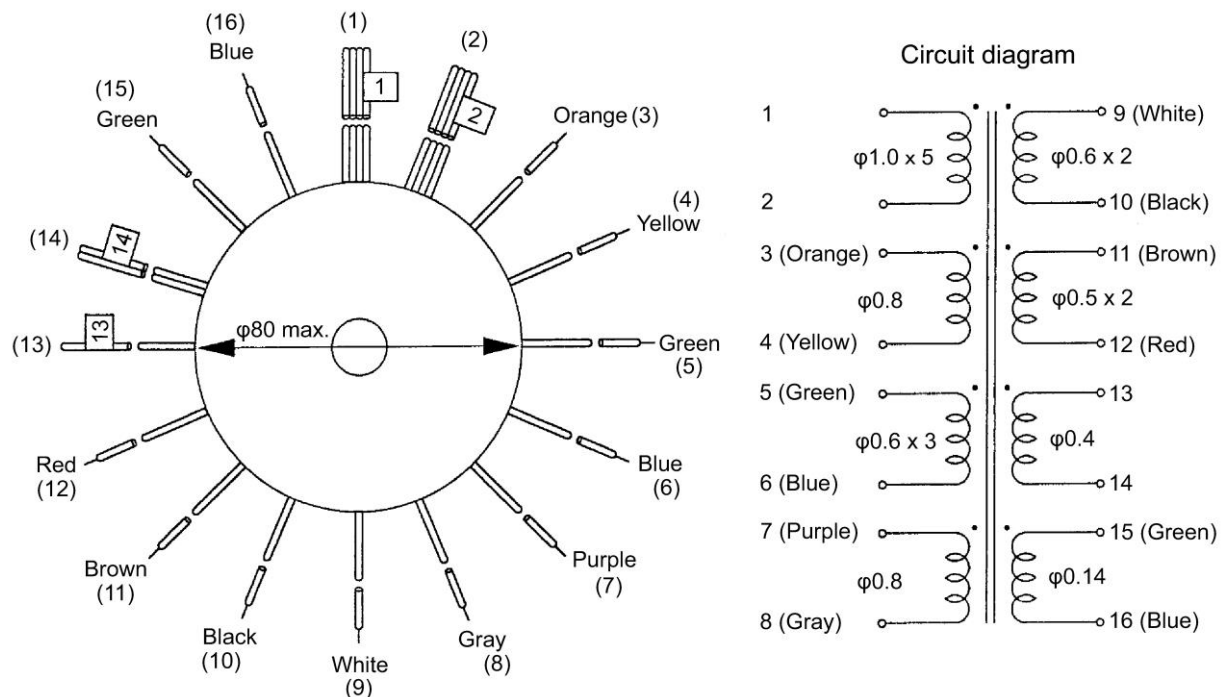 (1)
(2)
(16)
Blue
(15)
Green
1
2
Orange (3)
(4)
Yellow
(14)
14
(13)
13
φ80 max.
Green
(5)
Red
(12)
Blue
(6)
Brown
(11)
Purple
(7)
Black
(10)
White
(9)
Gray
(8)
Circuit diagram
1
9 (White)
φ1.0 x 5
φ0.6 x 2
2
10 (Black)
3 (Orange)
11 (Brown)
φ0.8
φ0.5 x 2
4 (Yellow)
12 (Red)
5 (Green)
13
φ0.6 x 3
φ0.4
6 (Blue)
14
7 (Purple)
15 (Green)
φ0.8
φ0.14
8 (Gray)
16 (Blue)